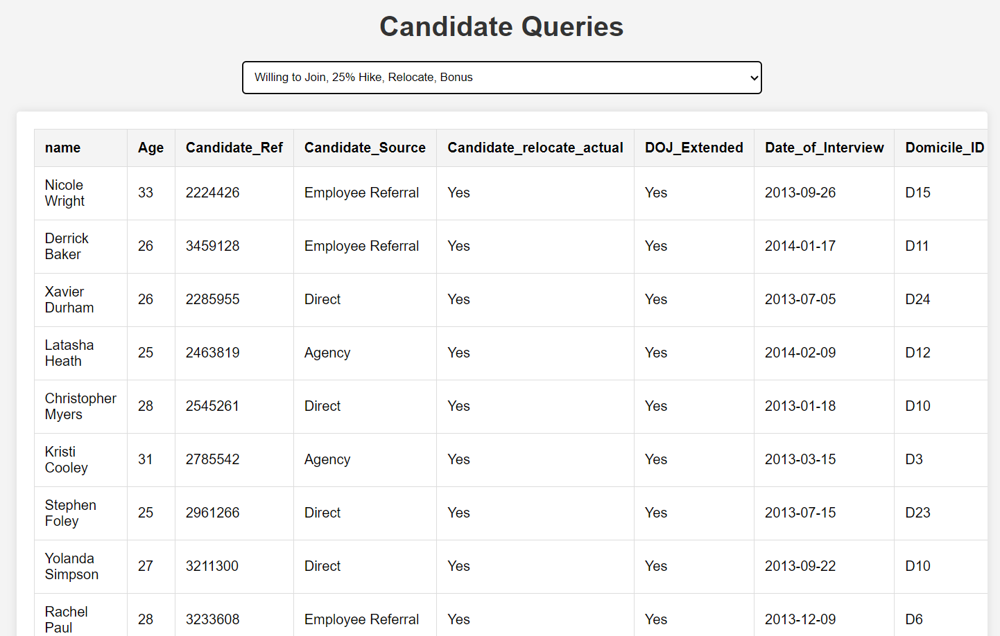 Candidate Queries
Willing to Join, 25% Hike, Relocate, Bonus
name Age Candidate_Ref Candidate_Source Candidate_relocate_actual DOJ_Extended Date_of_Interview Domicile_ID
Nicole Wright 33 2224426 Employee Referral Yes Yes 2013-09-26 D15
Derrick Baker 26 3459128 Employee Referral Yes Yes 2014-01-17 D11
Xavier Durham 26 2285955 Direct Yes Yes 2013-07-05 D24
Latasha Heath 25 2463819 Agency Yes Yes 2014-02-09 D12
Christopher Myers 28 2545261 Direct Yes Yes 2013-01-18 D10
Kristi Cooley 31 2785542 Agency Yes Yes 2013-03-15 D3
Stephen Foley 25 2961266 Direct Yes Yes 2013-07-15 D23
Yolanda Simpson 27 3211300 Direct Yes Yes 2013-09-22 D10
Rachel Paul 28 3233608 Employee Referral Yes Yes 2013-12-09 D6